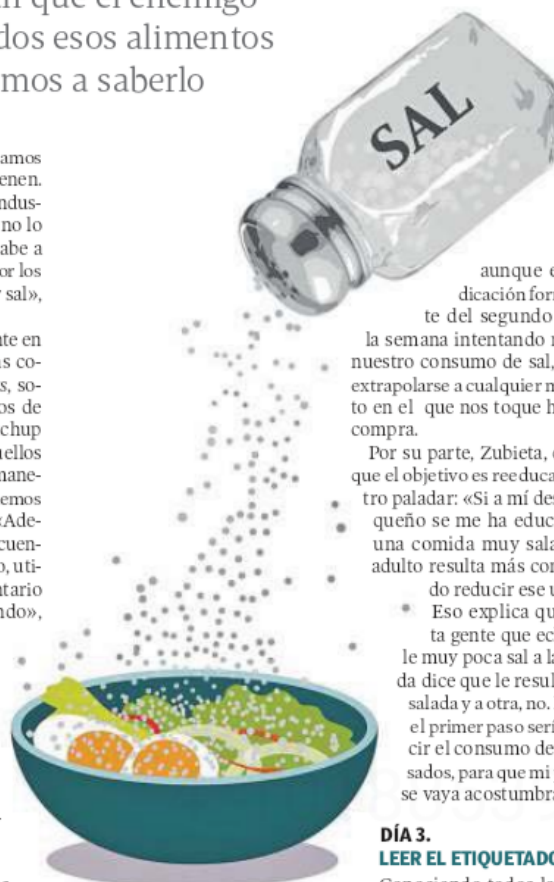 que el enemigo
dos esos alimentos
mos a saberlo
amos
enen.
ndus-
no lo
abe a
or los
sal»,
nte en
as co-
s, so-
os de
chup
uellos
mane-
emos
«Ade-
cuen-
o, uti-
ntario
ndo»,
SAL
aunque e
dicación for
te del segundo
la semana intentando
nuestro consumo de sal,
extrapolarse a cualquier m
to en el que nos toque h
compra.
Por su parte, Zubieta,
que el objetivo es reeduca
tro paladar: «Si a mí des
queño se me ha educ
una comida muy sala
adulto resulta más com
do reducir ese u
Eso explica qu
ta gente que ec
le muy poca sal a la
da dice que le resul
salada y a otra, no.
el primer paso serí
cir el consumo de
sados, para que mi
se vaya acostumbra
DÍA 3.
LEER EL ETIQUETADO